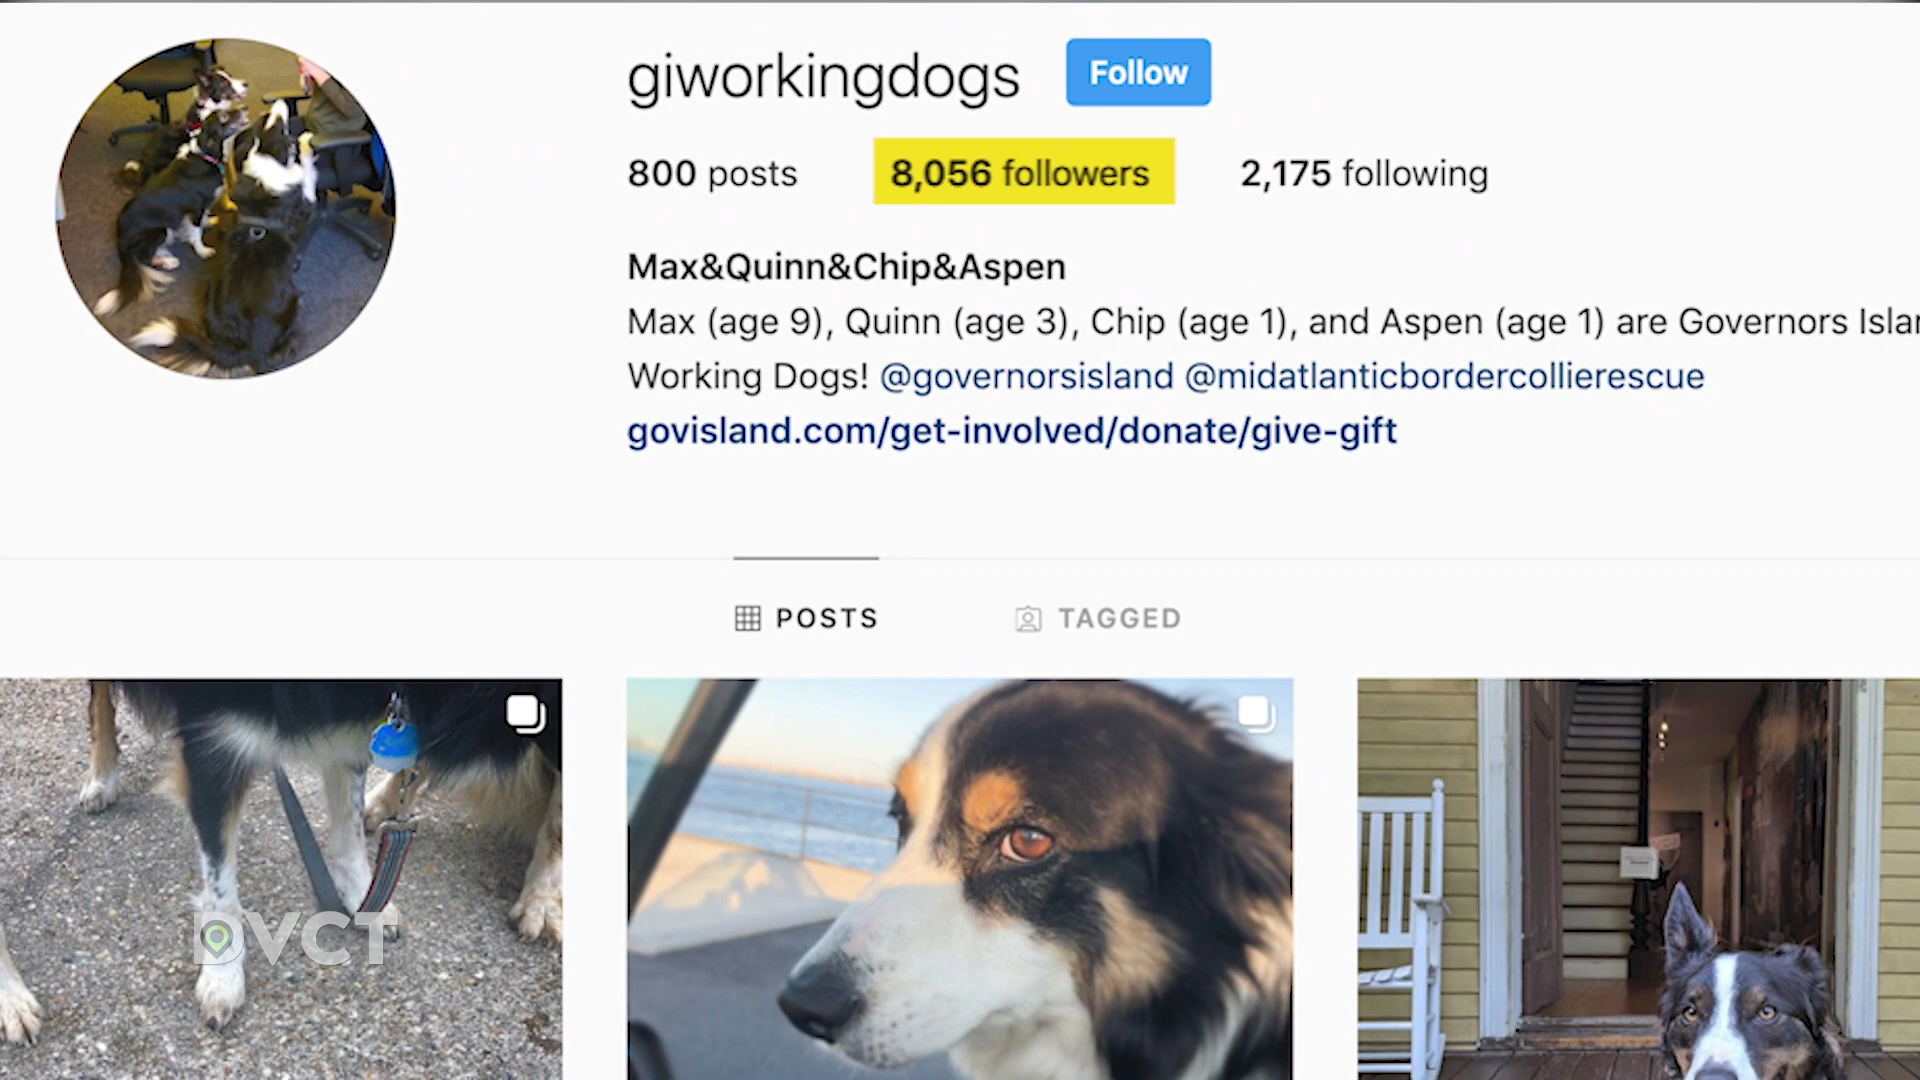 giworkingdogs Follow
800 posts 8,056 followers 2,175 following
Max&Quinn&Chip&Aspen
Max (age 9), Quinn (age 3), Chip (age 1), and Aspen (age 1) are Governors Islan
Working Dogs! @governorsisland @midatlanticbordercollierescue
govisland.com/get-involved/donate/give-gift
POSTS TAGGED
DVCT